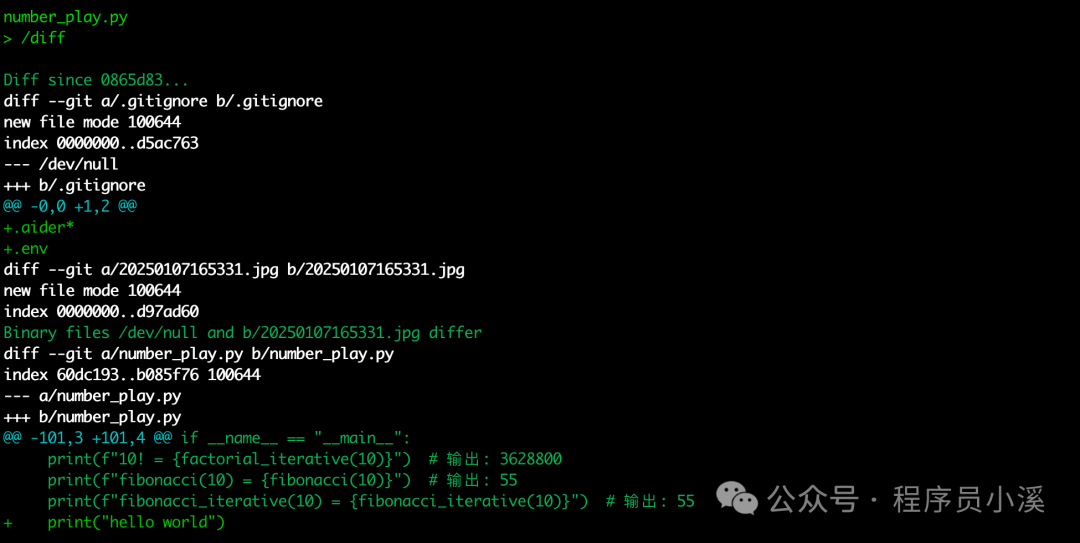 number_play.py
> /diff
Diff since 0865d83...
diff --git a/.gitignore b/.gitignore
new file mode 100644
index 0000000..d5ac763
--- /dev/null
+++ b/.gitignore
@@ -0,0 +1,2 @@
+.aider*
+.env
diff --git a/20250107165331.jpg b/20250107165331.jpg
new file mode 100644
index 0000000..d97ad60
Binary files /dev/null and b/20250107165331.jpg differ
diff --git a/number_play.py b/number_play.py
index 60dc193..b085f76 100644
--- a/number_play.py
+++ b/number_play.py
@@ -101,3 +101,4 @@ if __name__ == "__main__":
     print(f"10! = {factorial_iterative(10)}")  # 输出: 3628800
     print(f"fibonacci(10) = {fibonacci(10)}")  # 输出: 55
     print(f"fibonacci_iterative(10) = {fibonacci_iterative(10)}")  # 输出: 55
+    print("hello world")
公众号 · 程序员小溪